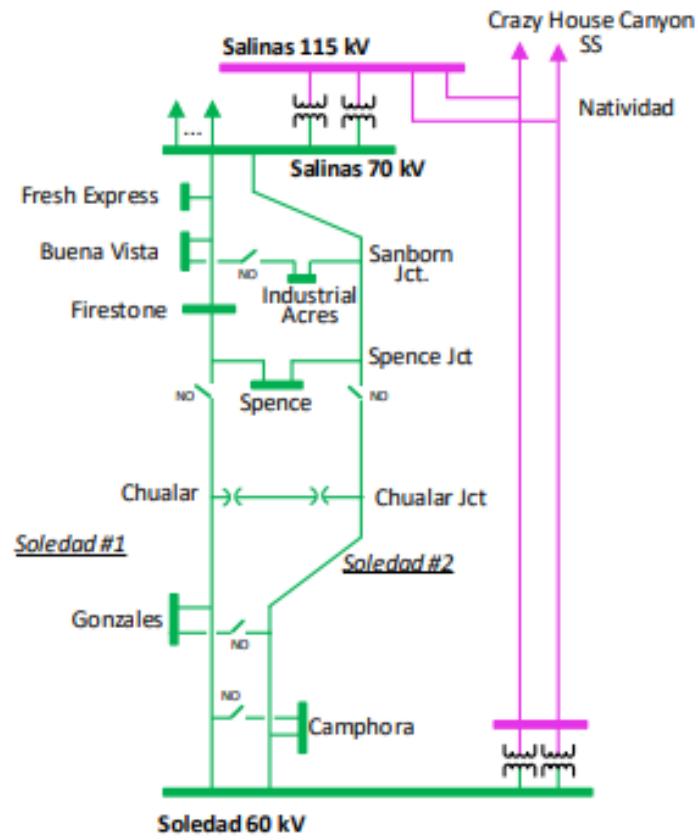 Crazy House Canyon
SS
Salinas 115 kV
Natividad
...
Salinas 70 kV
Fresh Express
Buena Vista
NO
Sanborn
Jct.
Industrial
Acres
Firestone
Spence Jct
NO
Spence
NO
Chualar
Chualar Jct
Soledad #1
Soledad #2
Gonzales
NO
NO
Camphora
Soledad 60 kV